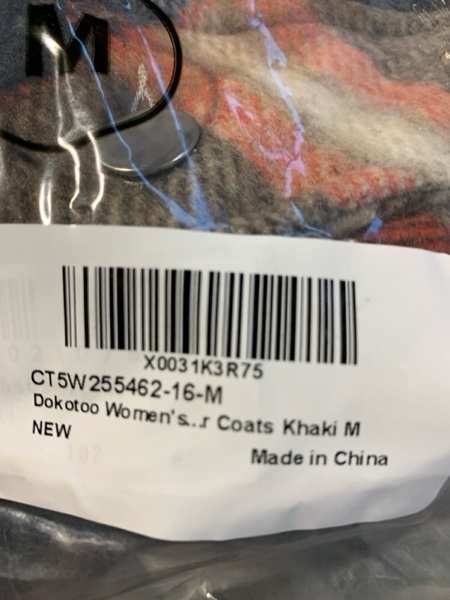 M
X0031K3R75
CT5W255462-16-M
Dokotoo Women's...r Coats Khaki M
NEW
Made in China